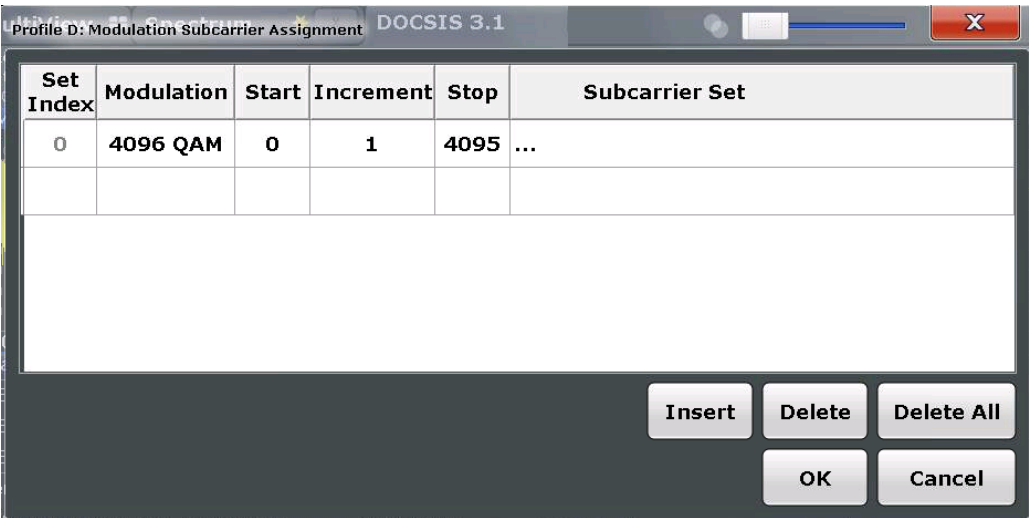 Profile D: Modulation Subcarrier Assignment DOCSIS 3.1 X
Set Index Modulation Start Increment Stop Subcarrier Set
0 4096 QAM 0 1 4095 ...
Insert Delete Delete All
OK Cancel